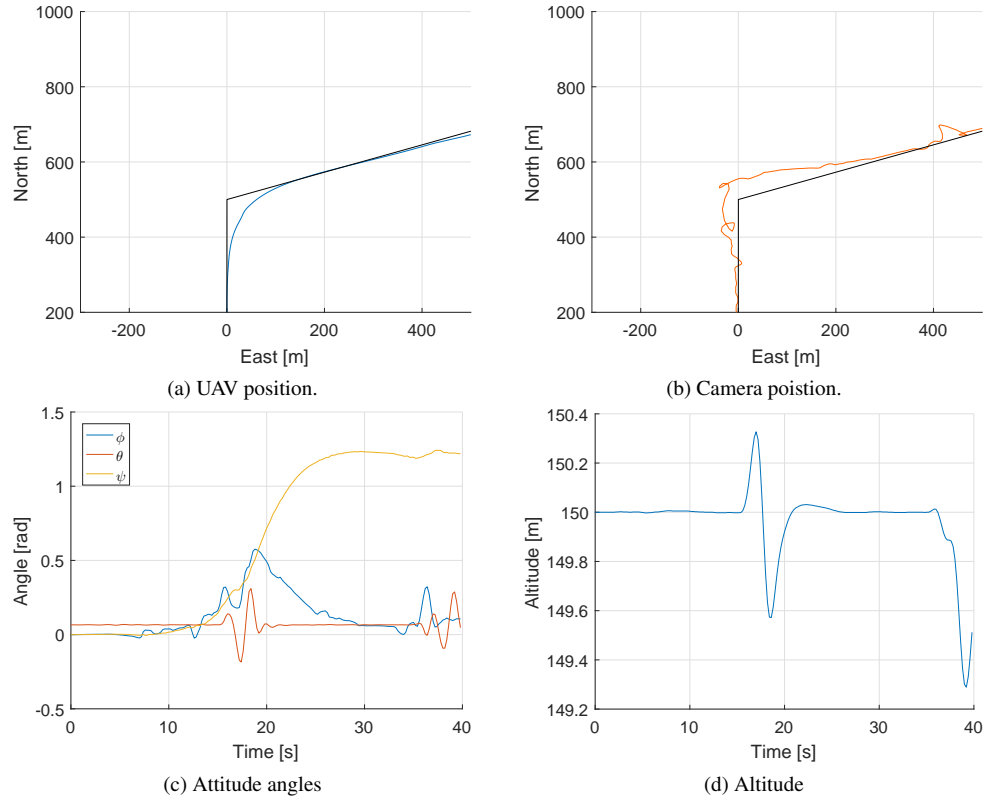 1000
800
600
400
200
North [m]
-200
0
200
400
East [m]
(a) UAV position.
1000
800
600
400
200
North [m]
-200
0
200
400
East [m]
(b) Camera poistion.
1.5
1
0.5
0
-0.5
Angle [rad]
ϕ
θ
ψ
0
10
20
30
40
Time [s]
(c) Attitude angles
150.4
150.2
150
149.8
149.6
149.4
149.2
Altitude [m]
0
10
20
30
40
Time [s]
(d) Altitude